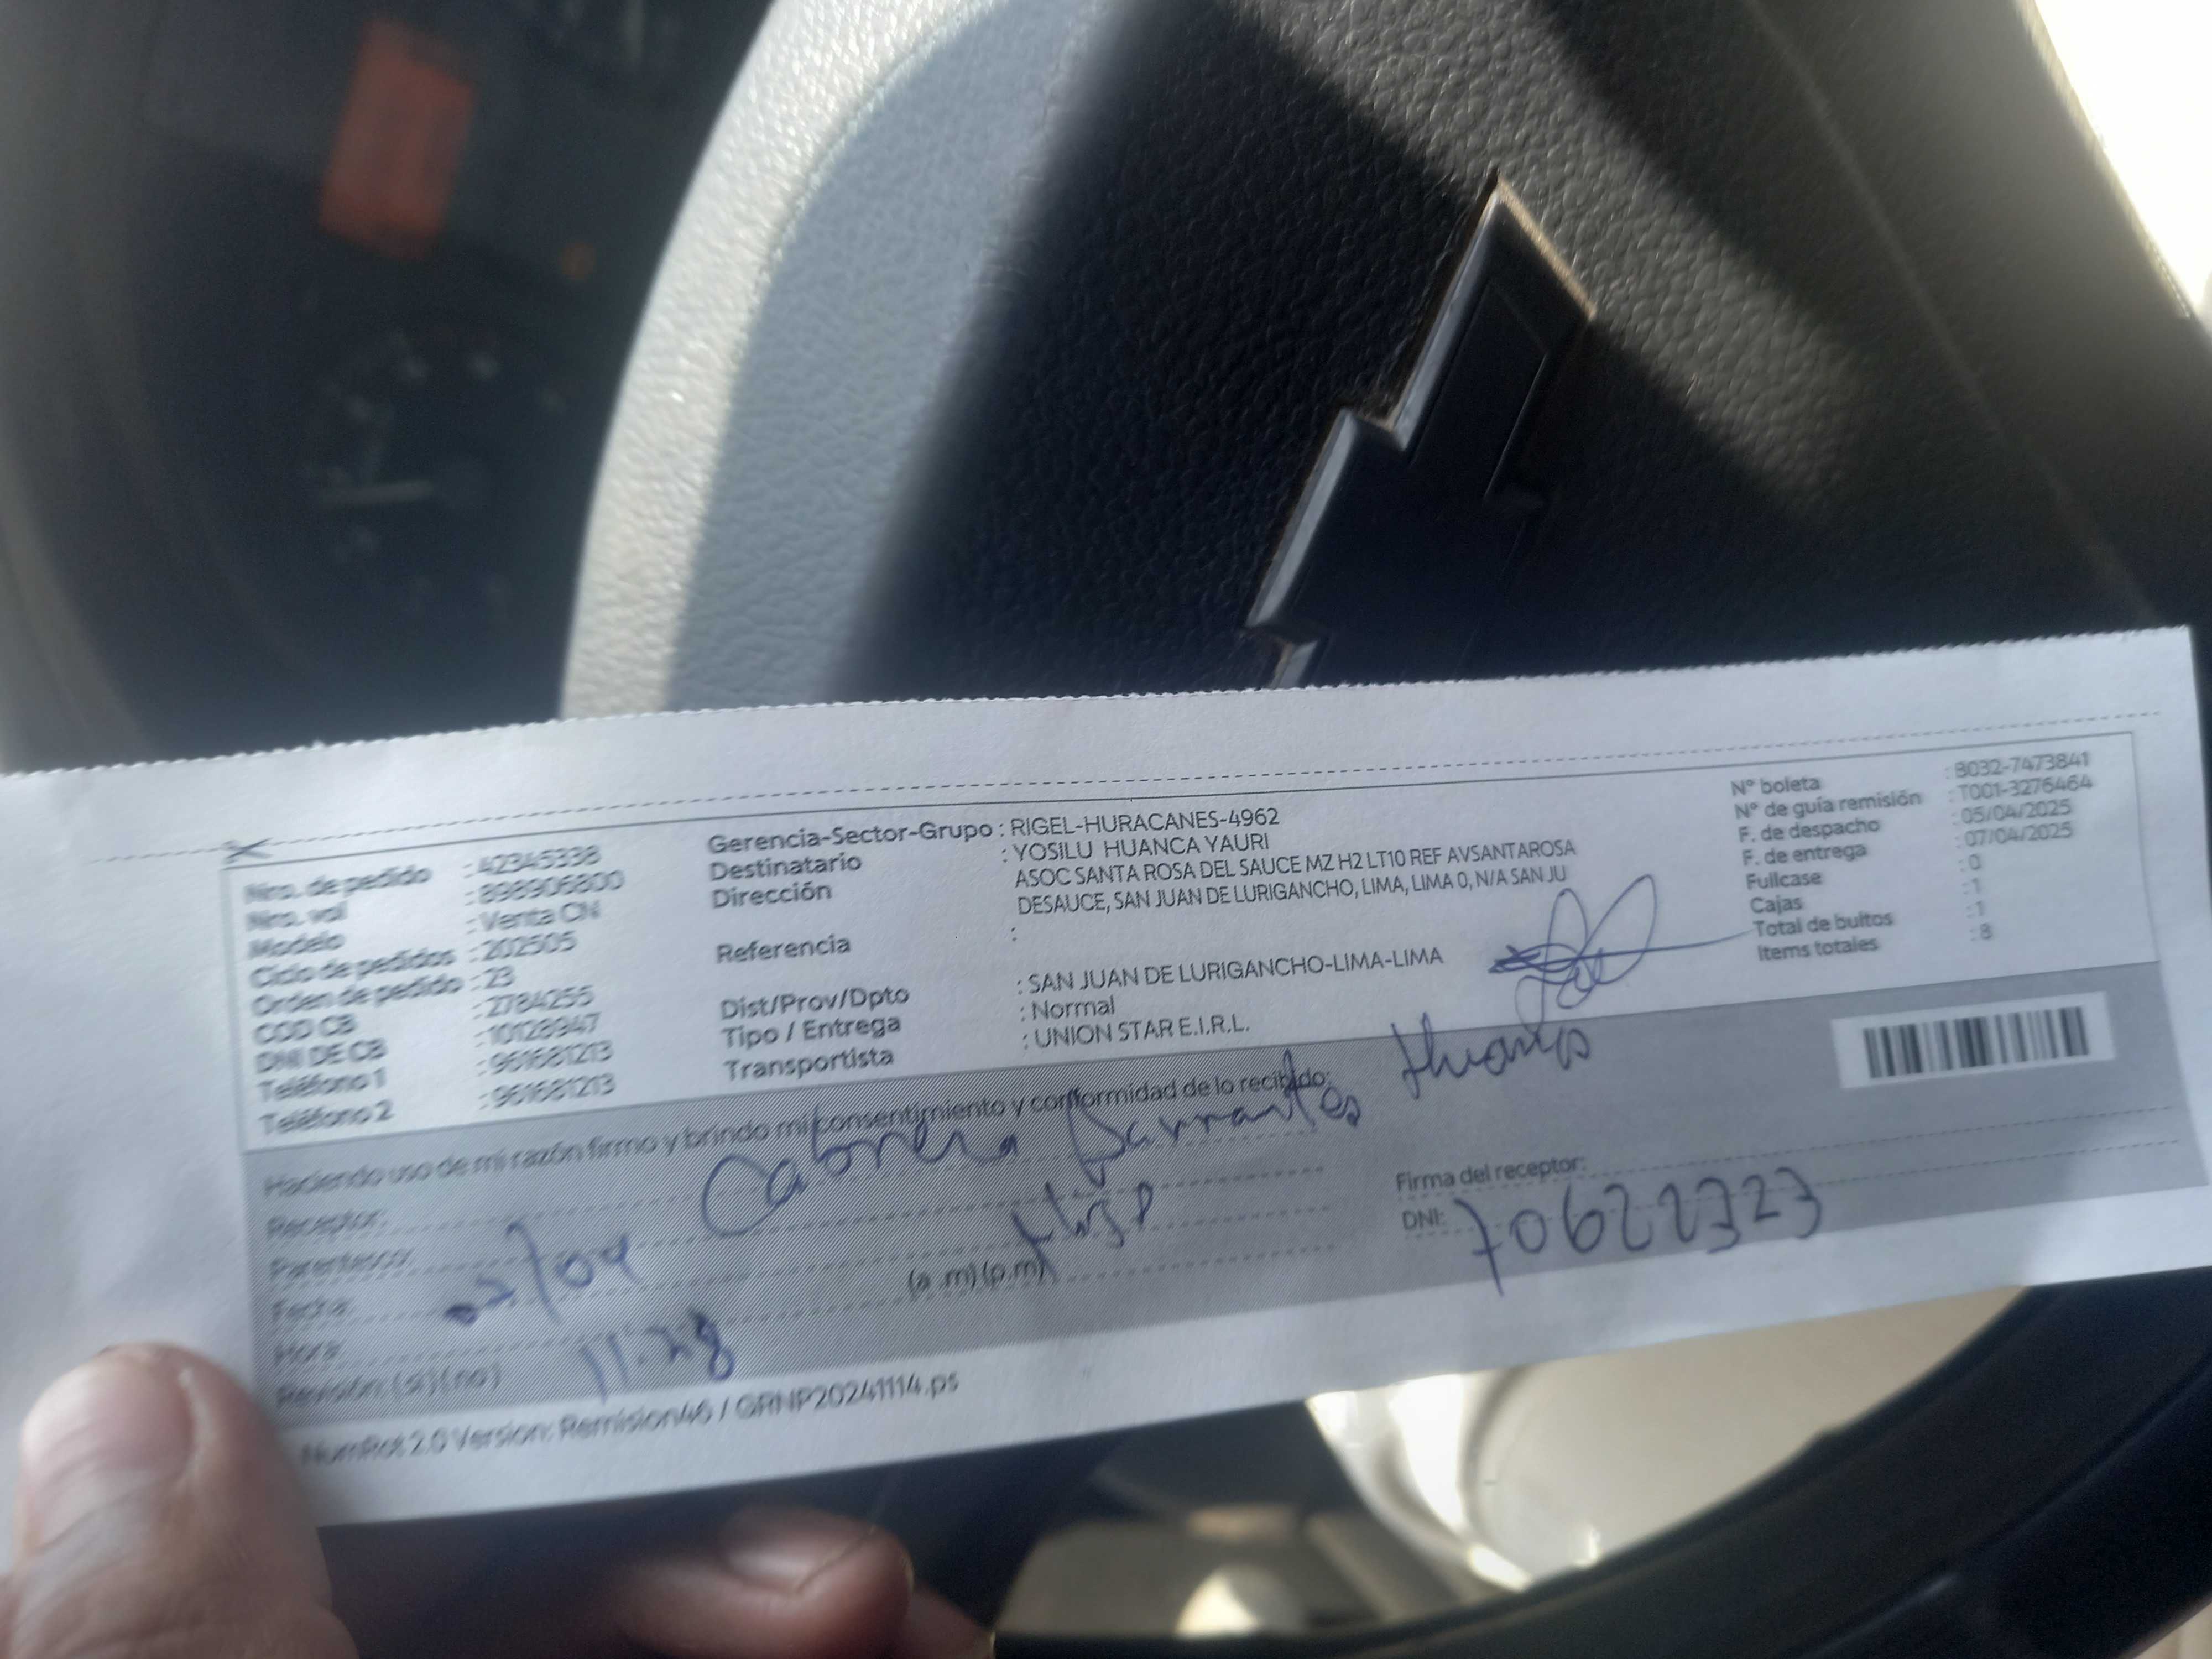 Nro. de pedido : 42345338
Nro. vol : 898906800
Modelo : Venta CN
Ciclo de pedidos : 202505
Orden de pedido : 23
COD CB : 2784255
DNI DE CB : 10128947
Teléfono 1 : 961681213
Teléfono 2 : 961681213
Gerencia-Sector-Grupo : RIGEL-HURACANES-4962
Destinatario : YOSILU HUANCA YAURI
Dirección ASOC SANTA ROSA DEL SAUCE MZ H2 LT10 REF AVSANTAROSA
DESAUCE, SAN JUAN DE LURIGANCHO, LIMA, LIMA 0, N/A SAN JU
Referencia :
Dist/Prov/Dpto : SAN JUAN DE LURIGANCHO-LIMA-LIMA
Tipo / Entrega : Normal
Transportista : UNION STAR E.I.R.L.
N° boleta : B032-7473841
N° de guía remisión : T001-3276464
F. de despacho : 05/04/2025
F. de entrega : 07/04/2025
Fullcase : 0
Cajas : 1
Total de bultos : 1
Items totales : 8
Haciendo uso de mi razón firmo y brindo mi consentimiento y conformidad de lo recibido:
Receptor: Cabrera Barrantes
Parentesco:
Fecha: 02/04
Hora: 11:28 (a .m) (p.m)
Revisión: (si) (no)
Firma del receptor:
DNI: 70622323
NumRot 2.0 Version: Remision46 / GRNP20241114.ps